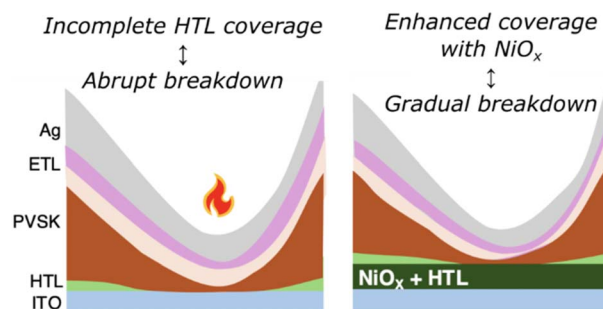 Incomplete HTL coverage
↕
Abrupt breakdown
Enhanced coverage
with NiOₓ
↕
Gradual breakdown
Ag
ETL
PVSK
HTL
ITO
NiOₓ + HTL